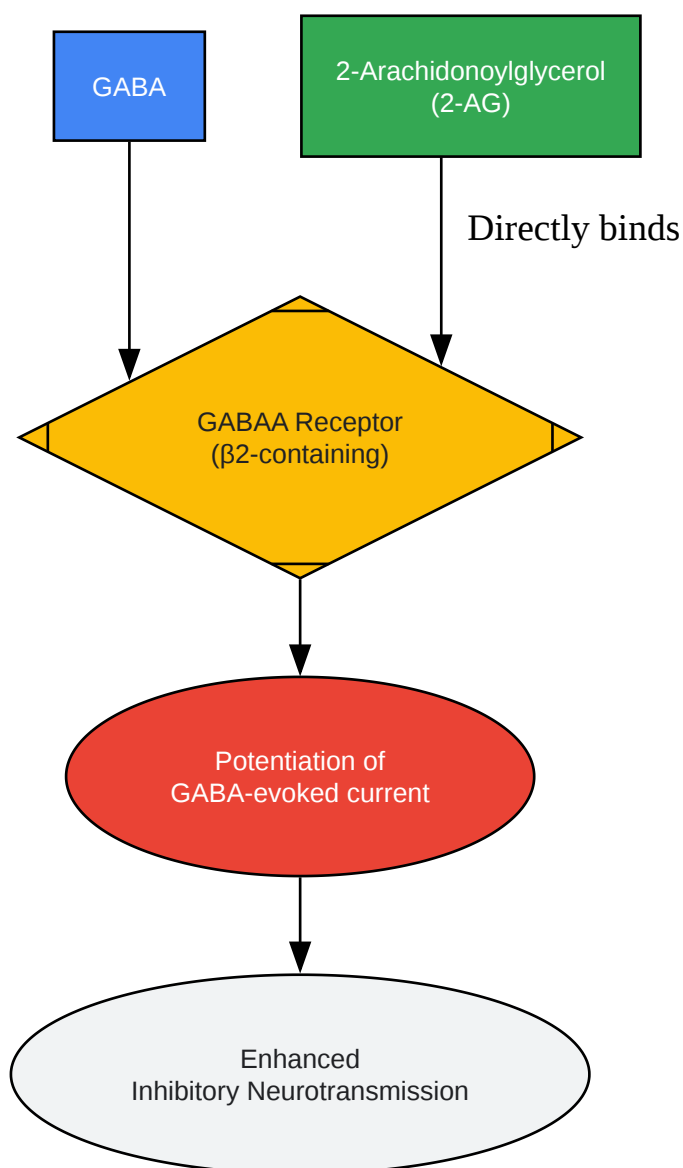 GABA
2-Arachidonoylglycerol
(2-AG)
Directly binds
GABAA Receptor
(β2-containing)
Potentiation of
GABA-evoked current
Enhanced
Inhibitory Neurotransmission